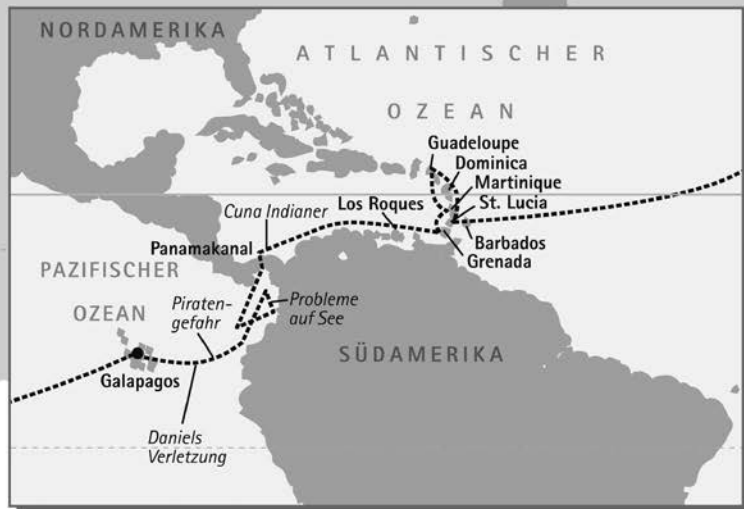 NORDAMERIKA
ATLANTISCHER
OZEAN
Guadeloupe
Dominica
Martinique
St. Lucia
Barbados
Grenada
Los Roques
Cuna Indianer
Panamakanal
PAZIFISCHER
OZEAN
Piraten-
gefahr
Probleme
auf See
SÜDAMERIKA
Galapagos
Daniels
Verletzung